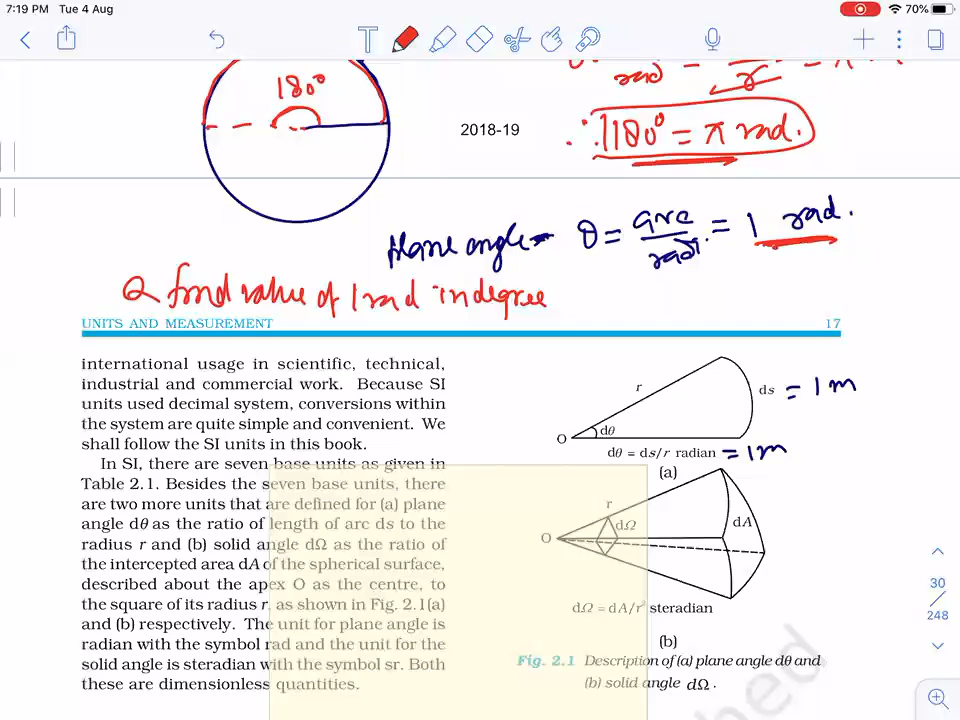 7:19 PM Tue 4 Aug
70%
T
180°
rad
2018-19
∴ 180° = π rad.
Plane angle - θ = arc/radi. = 1 rad.
Q find value of 1 rad in degree
UNITS AND MEASUREMENT 17
international usage in scientific, technical,
industrial and commercial work. Because SI
units used decimal system, conversions within
the system are quite simple and convenient. We
shall follow the SI units in this book.
In SI, there are seven base units as given in
Table 2.1. Besides the seven base units, there
are two more units that are defined for (a) plane
angle dθ as the ratio of length of arc ds to the
radius r and (b) solid angle dΩ as the ratio of
the intercepted area dA of the spherical surface,
described about the apex O as the centre, to
the square of its radius r, as shown in Fig. 2.1(a)
and (b) respectively. The unit for plane angle is
radian with the symbol rad and the unit for the
solid angle is steradian with the symbol sr. Both
these are dimensionless quantities.
r
ds = 1 m
O dθ
dθ = ds/r radian = 1m
(a)
r
dΩ dA
O
dΩ = dA/r² steradian
(b)
Fig. 2.1 Description of (a) plane angle dθ and
(b) solid angle dΩ .
30
248